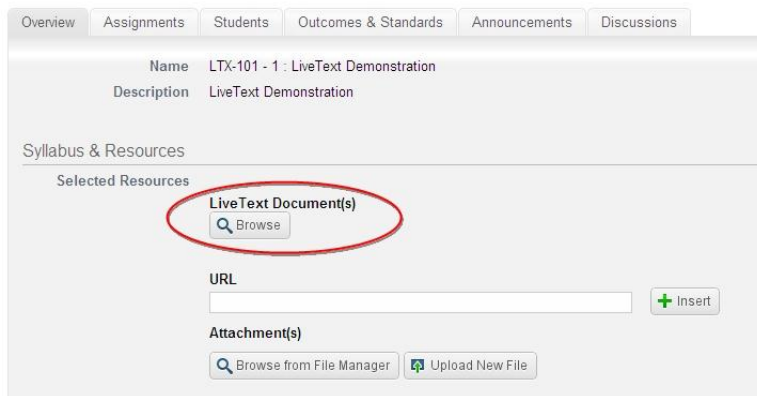 Overview Assignments Students Outcomes & Standards Announcements Discussions
Name LTX-101 - 1 : LiveText Demonstration
Description LiveText Demonstration
Syllabus & Resources
Selected Resources
LiveText Document(s)
Browse
URL
Insert
Attachment(s)
Browse from File Manager Upload New File